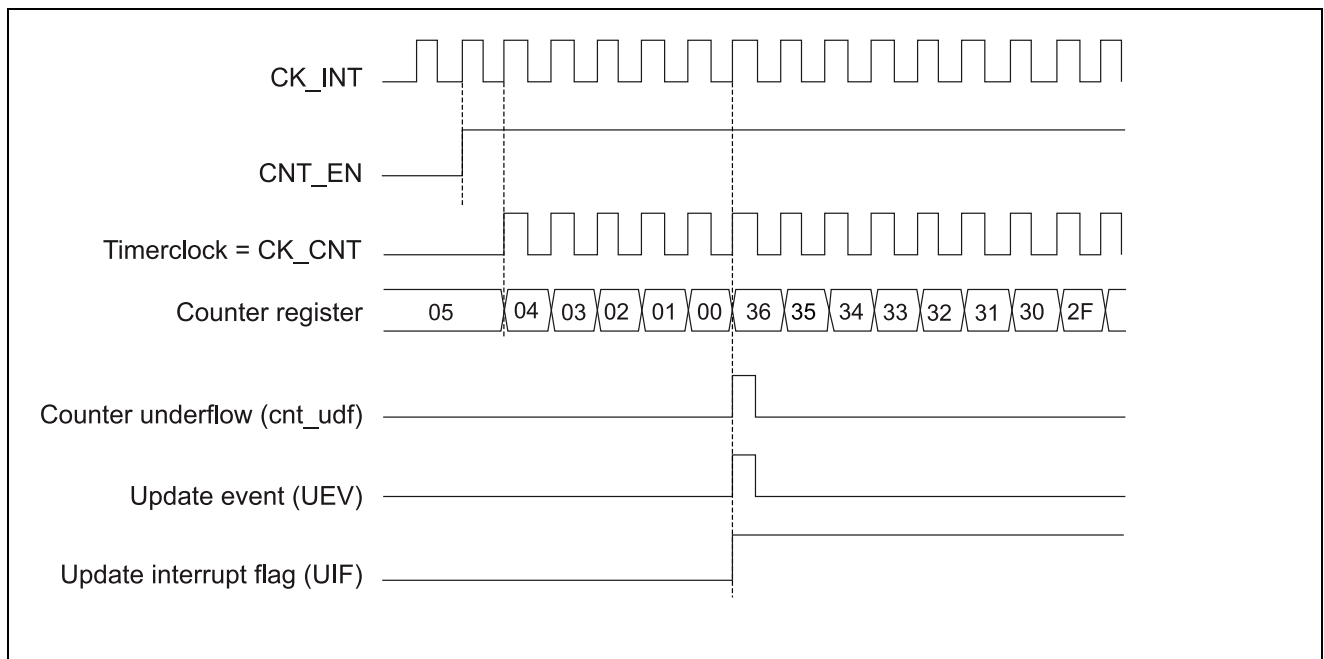 CK_INT
CNT_EN
Timerclock = CK_CNT
Counter register 05 04 03 02 01 00 36 35 34 33 32 31 30 2F
Counter underflow (cnt_udf)
Update event (UEV)
Update interrupt flag (UIF)